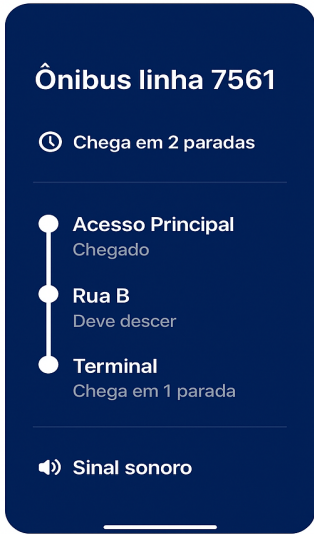 Ônibus linha 7561
Chega em 2 paradas
Acesso Principal
Chegado
Rua B
Deve descer
Terminal
Chega em 1 parada
Sinal sonoro